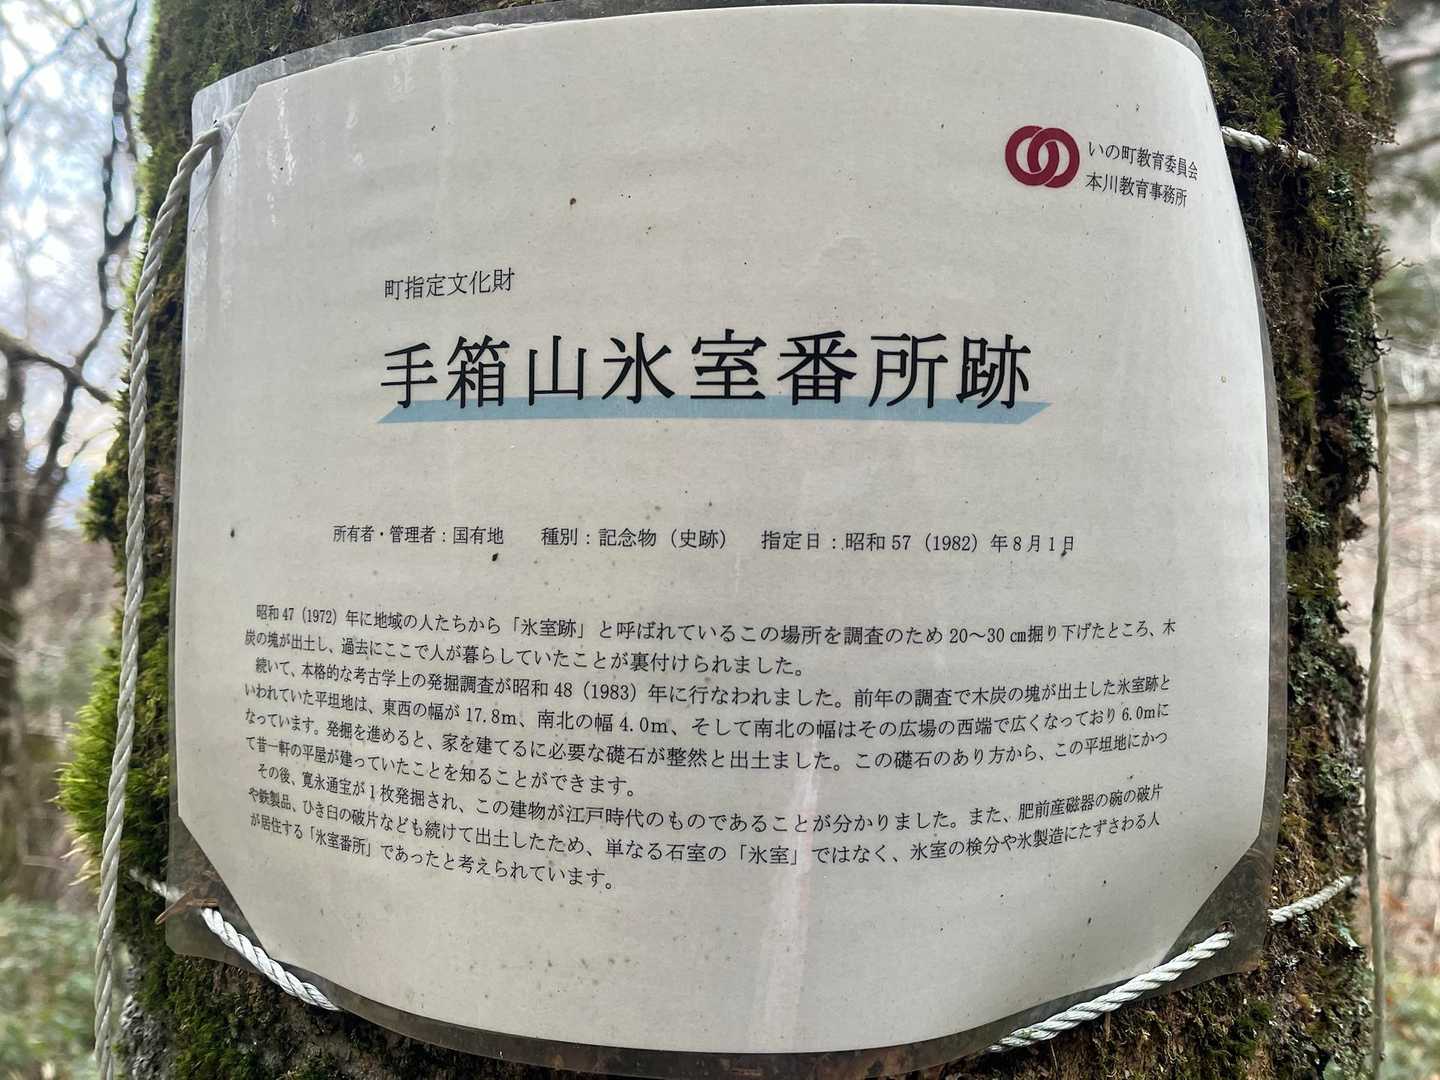 いの町教育委員会
本川教育事務所
町指定文化財
手箱山氷室番所跡
所有者・管理者：国有地　種別：記念物（史跡）　指定日：昭和57（1982）年8月1日
昭和47（1972）年に地域の人たちから「氷室跡」と呼ばれているこの場所を調査のため20～30㎝掘り下げたところ、木
炭の塊が出土し、過去にここで人が暮らしていたことが裏付けられました。
続いて、本格的な考古学上の発掘調査が昭和48（1983）年に行なわれました。前年の調査で木炭の塊が出土した氷室跡と
いわれていた平坦地は、東西の幅が17.8m、南北の幅4.0m、そして南北の幅はその広場の西端で広くなっており6.0mに
なっています。発掘を進めると、家を建てるに必要な礎石が整然と出土ました。この礎石のあり方から、この平坦地にかつ
て昔一軒の平屋が建っていたことを知ることができます。
その後、寛永通宝が1枚発掘され、この建物が江戸時代のものであることが分かりました。また、肥前産磁器の碗の破片
や鉄製品、ひき臼の破片なども続けて出土したため、単なる石室の「氷室」ではなく、氷室の検分や氷製造にたずさわる人
が居住する「氷室番所」であったと考えられています。